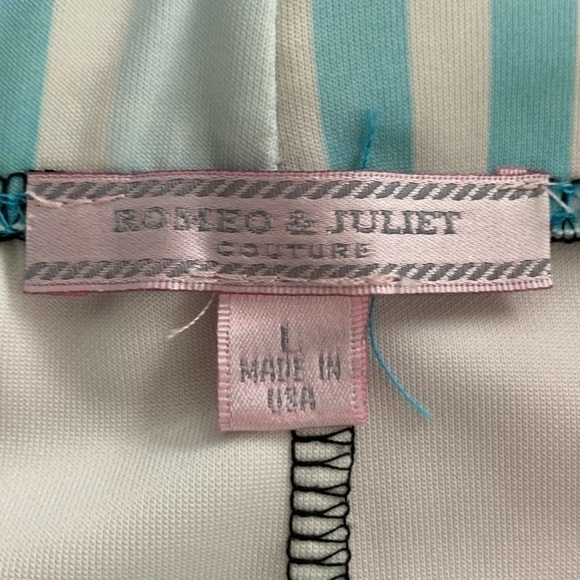 ROMEO & JULIET
COUTURE
L
MADE IN
USA